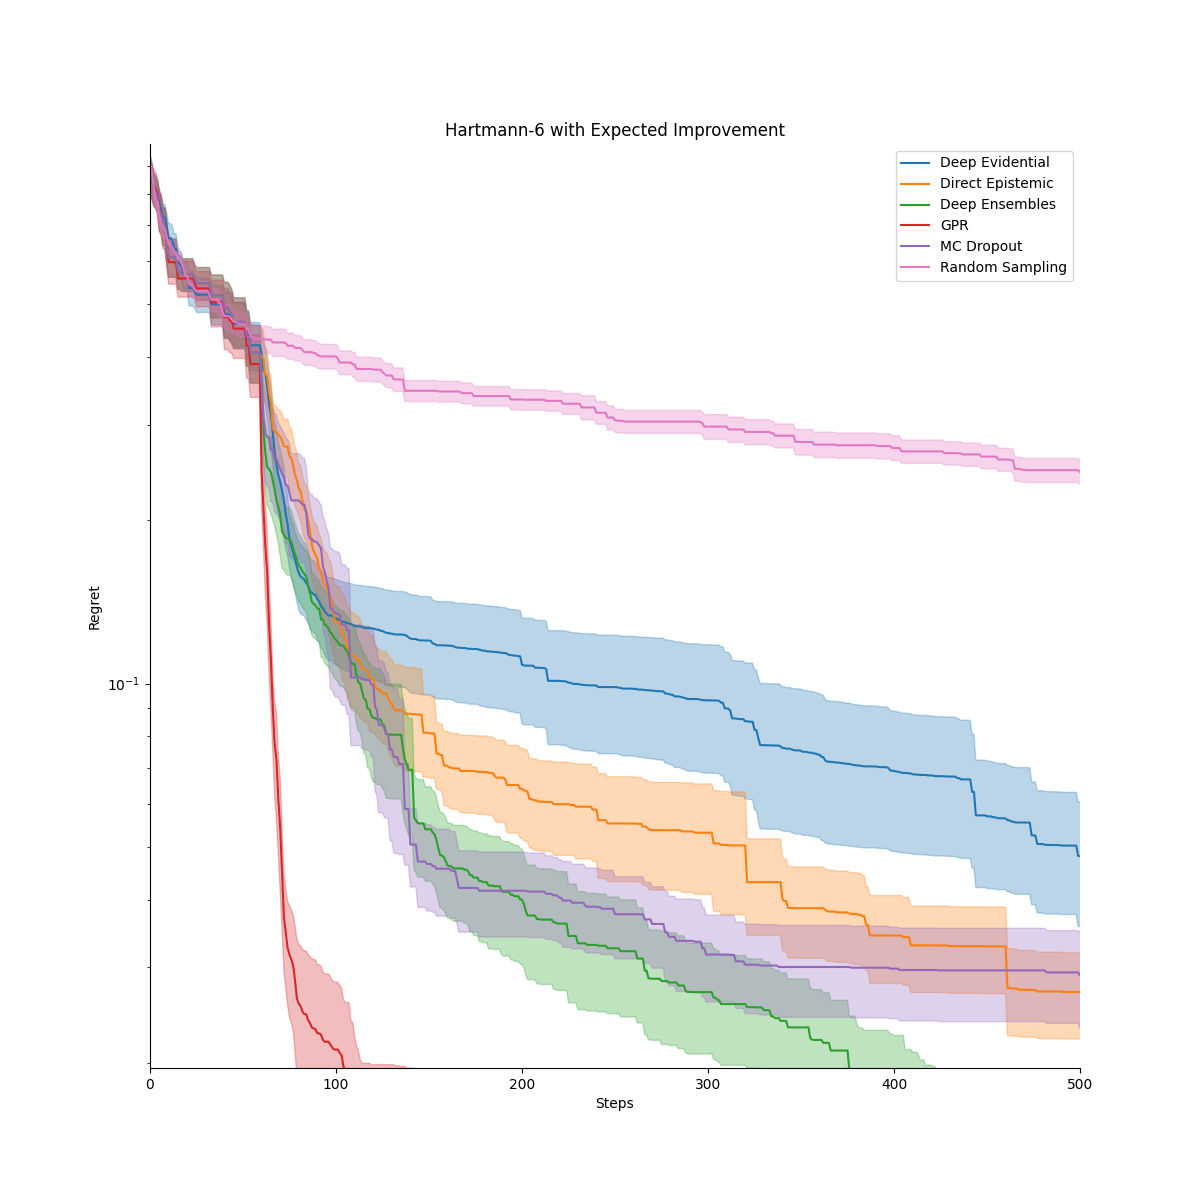 Hartmann-6 with Expected Improvement
Deep Evidential
Direct Epistemic
Deep Ensembles
GPR
MC Dropout
Random Sampling
Regret
10⁻¹
0 100 200 300 400 500
Steps